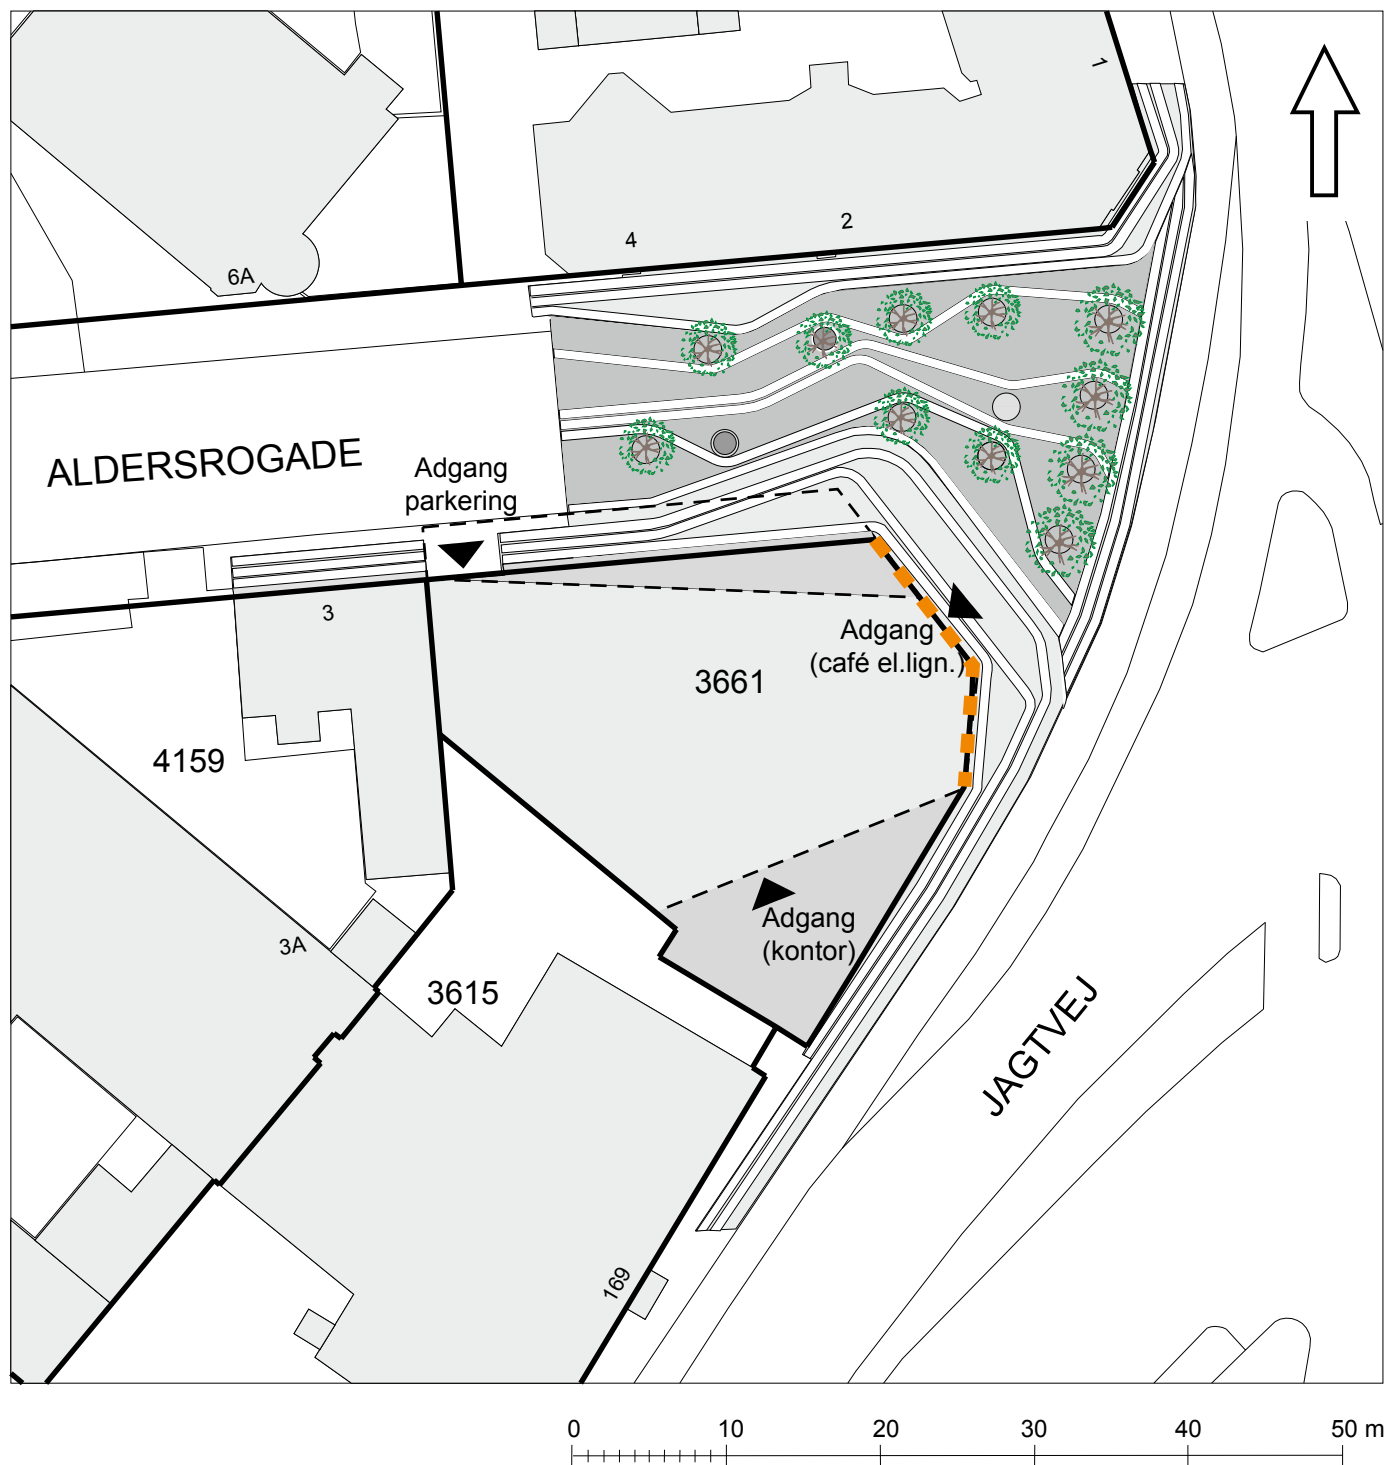 1
2
4
6A
ALDERSROGADE
Adgang
parkering
3
Adgang
(café el.lign.)
3661
4159
Adgang
(kontor)
3A
3615
JAGTVEJ
169
0 10 20 30 40 50 m